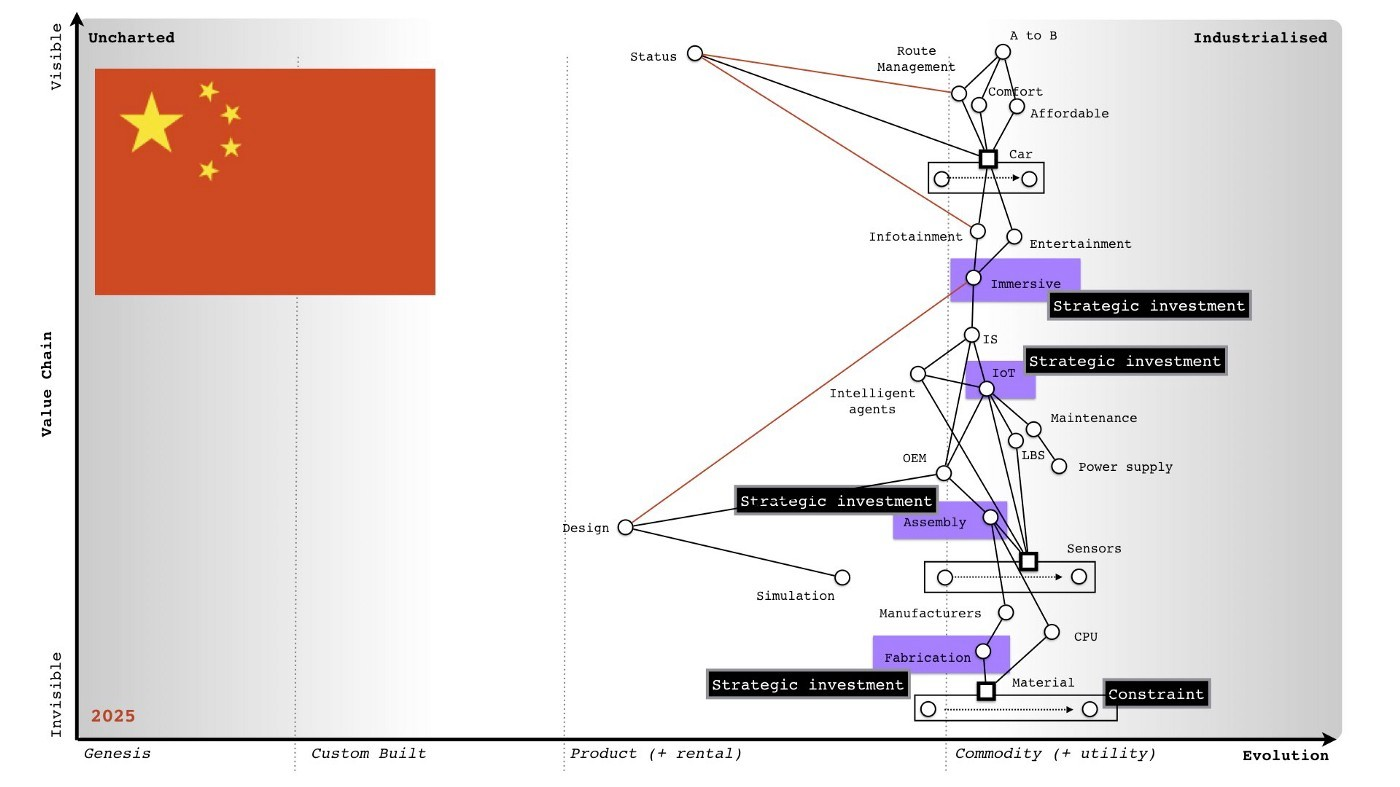 Visible
Uncharted
Industrialised
A to B
Status
Route
Management
Comfort
Affordable
Car
Infotainment
Entertainment
Immersive
Strategic investment
IS
Strategic investment
IoT
Intelligent
agents
Maintenance
OEM
LBS
Power supply
Strategic investment
Assembly
Design
Sensors
Simulation
Manufacturers
CPU
Fabrication
Strategic investment
Material
Constraint
Value Chain
Invisible
2025
Genesis
Custom Built
Product (+ rental)
Commodity (+ utility)
Evolution